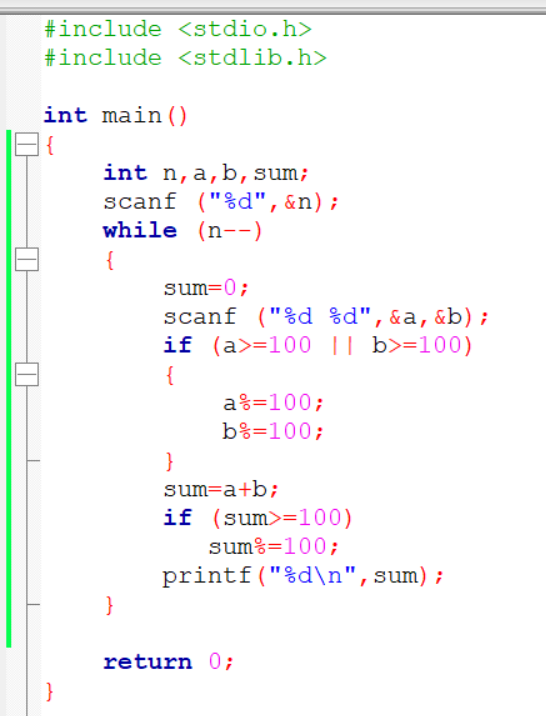 #include <stdio.h>
#include <stdlib.h>
int main()
{
int n,a,b,sum;
scanf ("%d",&n);
while (n--)
{
sum=0;
scanf ("%d %d",&a,&b);
if (a>=100 || b>=100)
{
a%=100;
b%=100;
}
sum=a+b;
if (sum>=100)
sum%=100;
printf("%d\n",sum);
}
return 0;
}